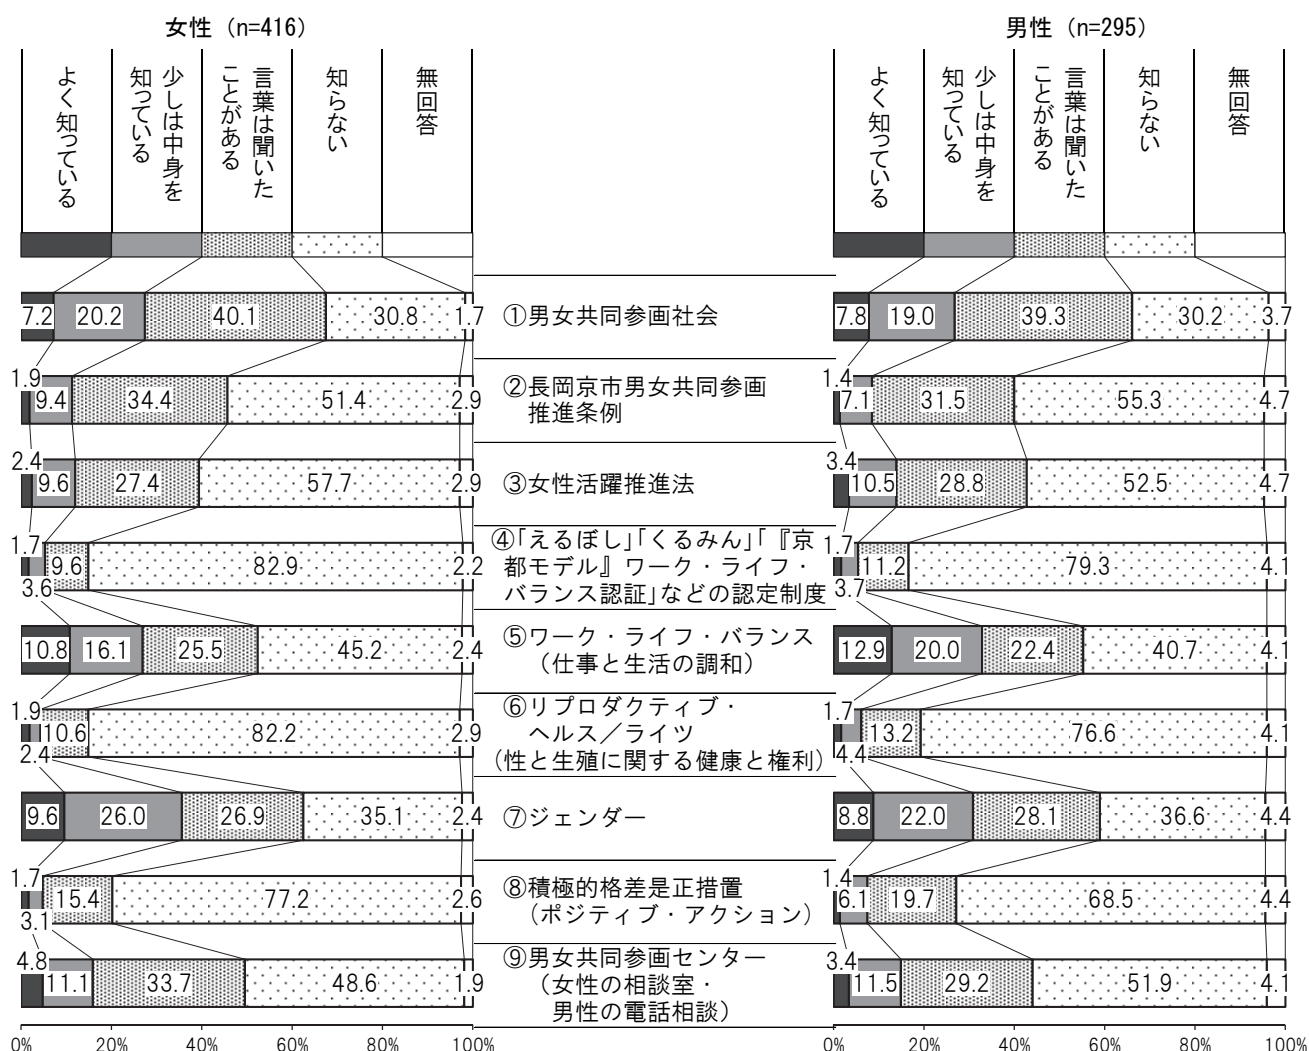 女性（n=416）
男性（n=295）
よく知っている
少しは中身を
知っている
言葉は聞いた
ことがある
知らない
無回答
よく知っている
少しは中身を
知っている
言葉は聞いた
ことがある
知らない
無回答
7.2 20.2 40.1 30.8 1.7
①男女共同参画社会
7.8 19.0 39.3 30.2 3.7
1.9 9.4 34.4 51.4 2.9
②長岡京市男女共同参画
推進条例
1.4 7.1 31.5 55.3 4.7
2.4 9.6 27.4 57.7 2.9
③女性活躍推進法
3.4 10.5 28.8 52.5 4.7
1.7 3.6 9.6 82.9 2.2
④｢えるぼし｣｢くるみん｣｢『京
都モデル』ワーク・ライフ・
バランス認証｣などの認定制度
1.7 3.7 11.2 79.3 4.1
10.8 16.1 25.5 45.2 2.4
⑤ワーク・ライフ・バランス
（仕事と生活の調和）
12.9 20.0 22.4 40.7 4.1
1.9 2.4 10.6 82.2 2.9
⑥リプロダクティブ・
ヘルス／ライツ
(性と生殖に関する健康と権利)
1.7 4.4 13.2 76.6 4.1
9.6 26.0 26.9 35.1 2.4
⑦ジェンダー
8.8 22.0 28.1 36.6 4.4
1.7 3.1 15.4 77.2 2.6
⑧積極的格差是正措置
（ポジティブ・アクション）
1.4 6.1 19.7 68.5 4.4
4.8 11.1 33.7 48.6 1.9
⑨男女共同参画センター
（女性の相談室・
男性の電話相談）
3.4 11.5 29.2 51.9 4.1
0% 20% 40% 60% 80% 100%
0% 20% 40% 60% 80% 100%